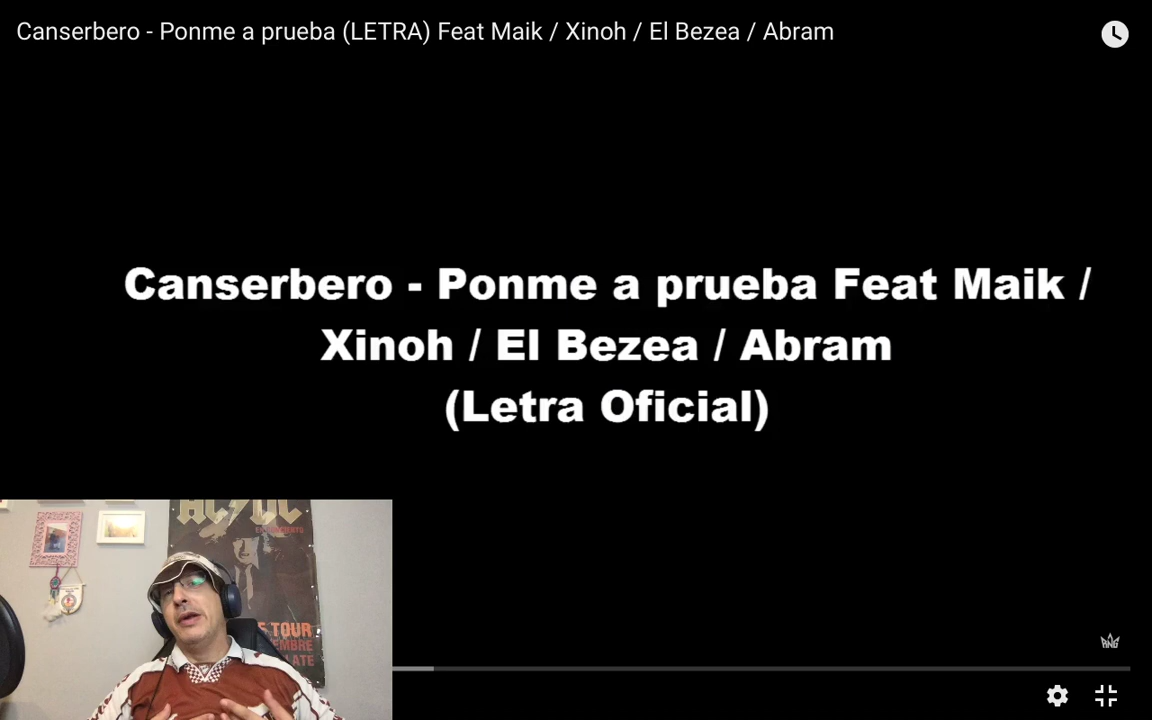 Canserbero - Ponme a prueba (LETRA) Feat Maik / Xinoh / El Bezea / Abram
Canserbero - Ponme a prueba Feat Maik /
Xinoh / El Bezea / Abram
(Letra Oficial)
AC/DC
TOUR
ANG